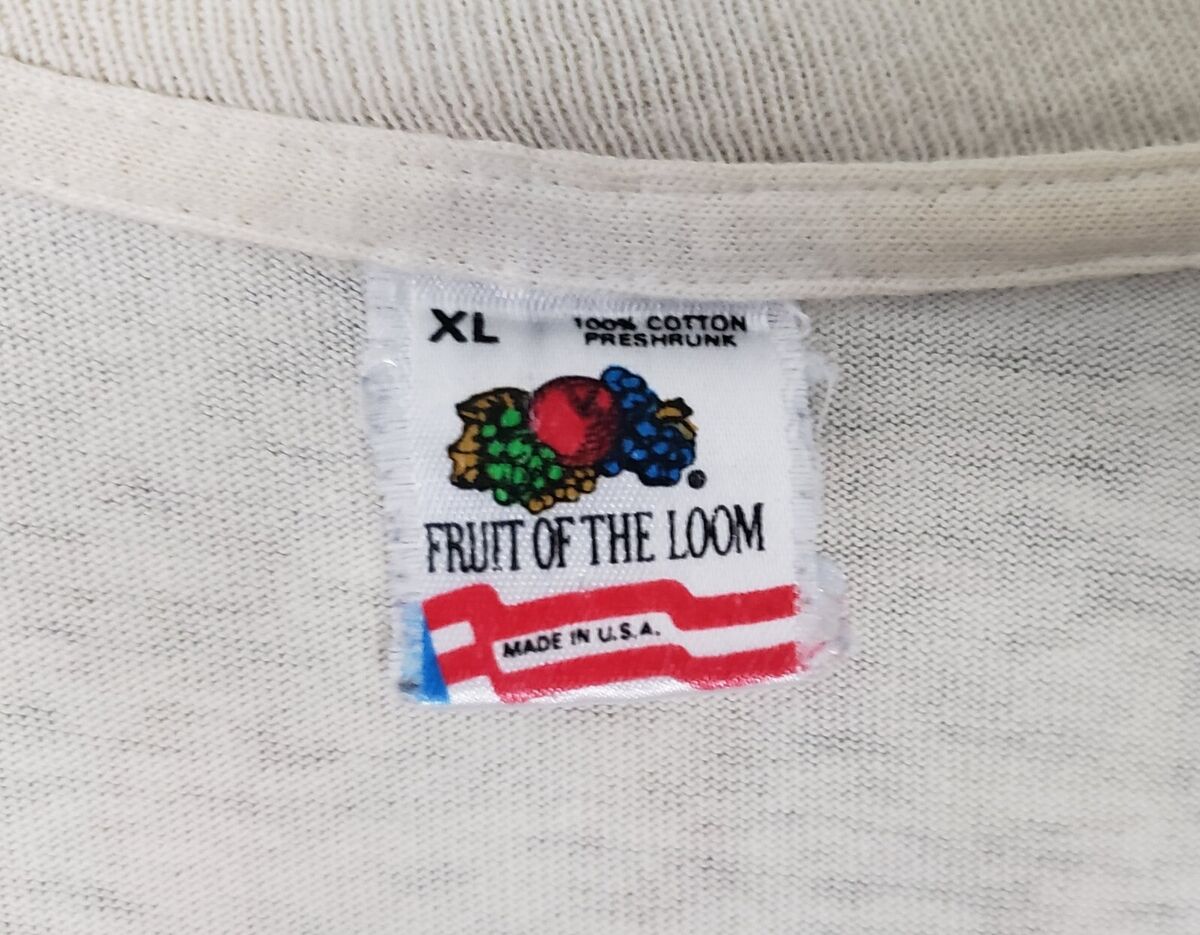 XL
100% COTTON
PRESHRUNK
®
FRUIT OF THE LOOM
MADE IN U.S.A.